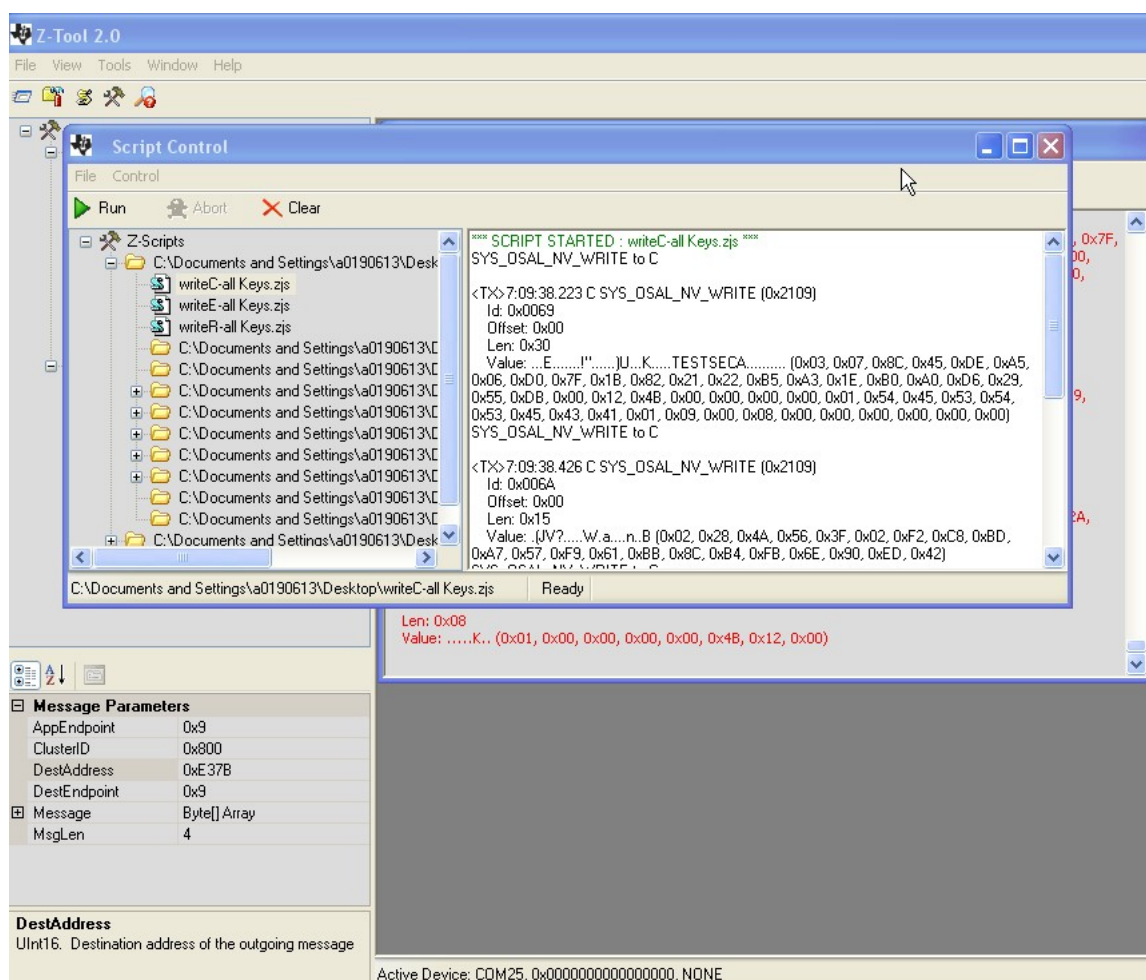 Z-Tool 2.0
File View Tools Window Help
Script Control
File Control
Run Abort Clear
Z-Scripts
C:\Documents and Settings\a0190613\Desk
writeC-all Keys.zjs
writeE-all Keys.zjs
writeR-all Keys.zjs
C:\Documents and Settings\a0190613\D
C:\Documents and Settings\a0190613\D
C:\Documents and Settings\a0190613\D
C:\Documents and Settings\a0190613\D
C:\Documents and Settings\a0190613\D
C:\Documents and Settings\a0190613\D
C:\Documents and Settings\a0190613\D
C:\Documents and Settings\a0190613\D
C:\Documents and Settings\a0190613\D
C:\Documents and Settings\a0190613\Desk
*** SCRIPT STARTED : writeC-all Keys.zjs ***
SYS_OSAL_NV_WRITE to C
<TX>7:09:38.223 C SYS_OSAL_NV_WRITE (0x2109)
Id: 0x0069
Offset: 0x00
Len: 0x30
Value: ...E.......!".....)U...K.....TESTSECA.......... (0x03, 0x07, 0x8C, 0x45, 0xDE, 0xA5,
0x06, 0xD0, 0x7F, 0x1B, 0x82, 0x21, 0x22, 0xB5, 0xA3, 0x1E, 0xB0, 0xA0, 0xD6, 0x29,
0x55, 0xDB, 0x00, 0x12, 0x4B, 0x00, 0x00, 0x00, 0x00, 0x01, 0x54, 0x45, 0x53, 0x54,
0x53, 0x45, 0x43, 0x41, 0x01, 0x09, 0x00, 0x08, 0x00, 0x00, 0x00, 0x00, 0x00, 0x00)
SYS_OSAL_NV_WRITE to C
<TX>7:09:38.426 C SYS_OSAL_NV_WRITE (0x2109)
Id: 0x006A
Offset: 0x00
Len: 0x15
Value: .(JV?.....W.a....n..B (0x02, 0x28, 0x4A, 0x56, 0x3F, 0x02, 0xF2, 0xC8, 0xBD,
0xA7, 0x57, 0xF9, 0x61, 0xBB, 0x8C, 0xB4, 0xFB, 0x6E, 0x90, 0xED, 0x42)
SYS_OSAL_NV_WRITE to C
C:\Documents and Settings\a0190613\Desktop\writeC-all Keys.zjs Ready
, 0x7F,
Len: 0x08
Value: .....K.. (0x01, 0x00, 0x00, 0x00, 0x00, 0x4B, 0x12, 0x00)
Message Parameters
AppEndpoint 0x9
ClusterID 0x800
DestAddress 0xE37B
DestEndpoint 0x9
Message Byte[] Array
MsgLen 4
DestAddress
UInt16. Destination address of the outgoing message
Active Device: COM25, 0x0000000000000000, NONE